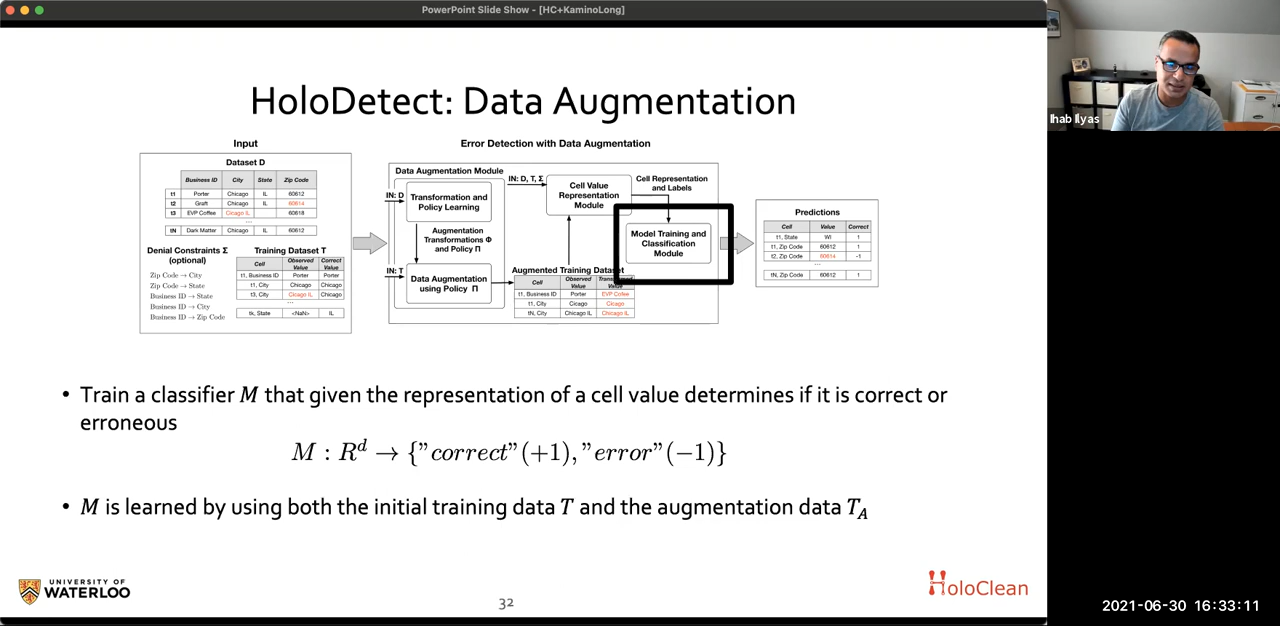 PowerPoint Slide Show - [HC+KaminoLong]
HoloDetect: Data Augmentation
Input
Dataset D
Business ID City State Zip Code
t1 Porter Chicago IL 60612
t2 Graft Chicago IL 60614
t3 EVP Coffee Cicago IL 60618
...
tN Dark Matter Chicago IL 60612
Denial Constraints Σ
(optional)
Zip Code → City
Zip Code → State
Business ID → State
Business ID → City
Business ID → Zip Code
Training Dataset T
Cell Observed Value Correct Value
t1, Business ID Porter Porter
t1, City Chicago Chicago
t3, City Cicago IL Chicago
...
tk, State <NaN> IL
Error Detection with Data Augmentation
Data Augmentation Module
IN: D
Transformation and
Policy Learning
Augmentation
Transformations Φ
and Policy Π
IN: T
Data Augmentation
using Policy Π
IN: D, T, Σ
Cell Value
Representation
Module
Cell Representation
and Labels
Model Training and
Classification
Module
Augmented Training Dataset
Cell Observed Value Value
t1, Business ID Porter EVP Cofee
t1, City Cicago Cicago
tN, City Chicago IL Chicago IL
Predictions
Cell Value Correct
t1, State WI 1
t1, Zip Code 60612 1
t2, Zip Code 60614 -1
...
tN, Zip Code 60612 1
• Train a classifier M that given the representation of a cell value determines if it is correct or
erroneous
M : R^d → {"correct"(+1), "error"(−1)}
• M is learned by using both the initial training data T and the augmentation data T_A
UNIVERSITY OF
WATERLOO
32
HoloClean
Ihab Ilyas
2021-06-30 16:33:11